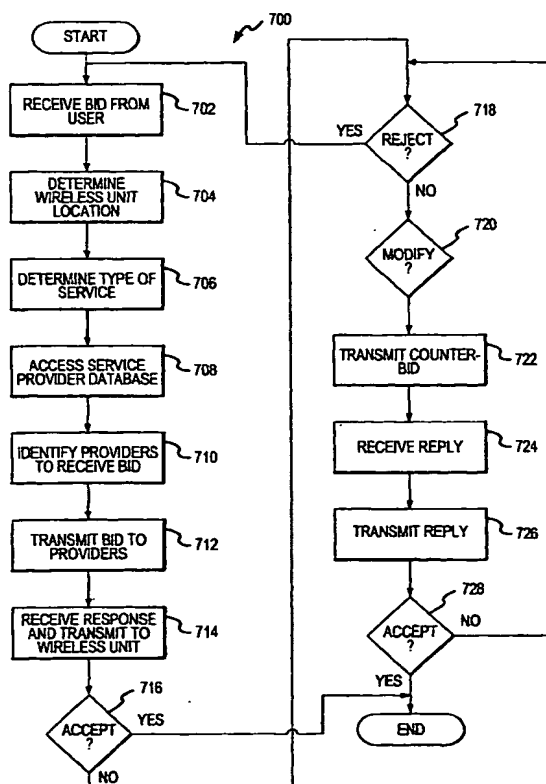 START
700
RECEIVE BID FROM
USER
702
DETERMINE
WIRELESS UNIT
LOCATION
704
DETERMINE TYPE OF
SERVICE
706
ACCESS SERVICE
PROVIDER DATABASE
708
IDENTIFY PROVIDERS
TO RECEIVE BID
710
TRANSMIT BID TO
PROVIDERS
712
RECEIVE RESPONSE
AND TRANSMIT TO
WIRELESS UNIT
714
716
ACCEPT
?
YES
NO
718
REJECT
?
YES
NO
720
MODIFY
?
TRANSMIT COUNTER-
BID
722
RECEIVE REPLY
724
TRANSMIT REPLY
726
728
ACCEPT
?
NO
YES
END